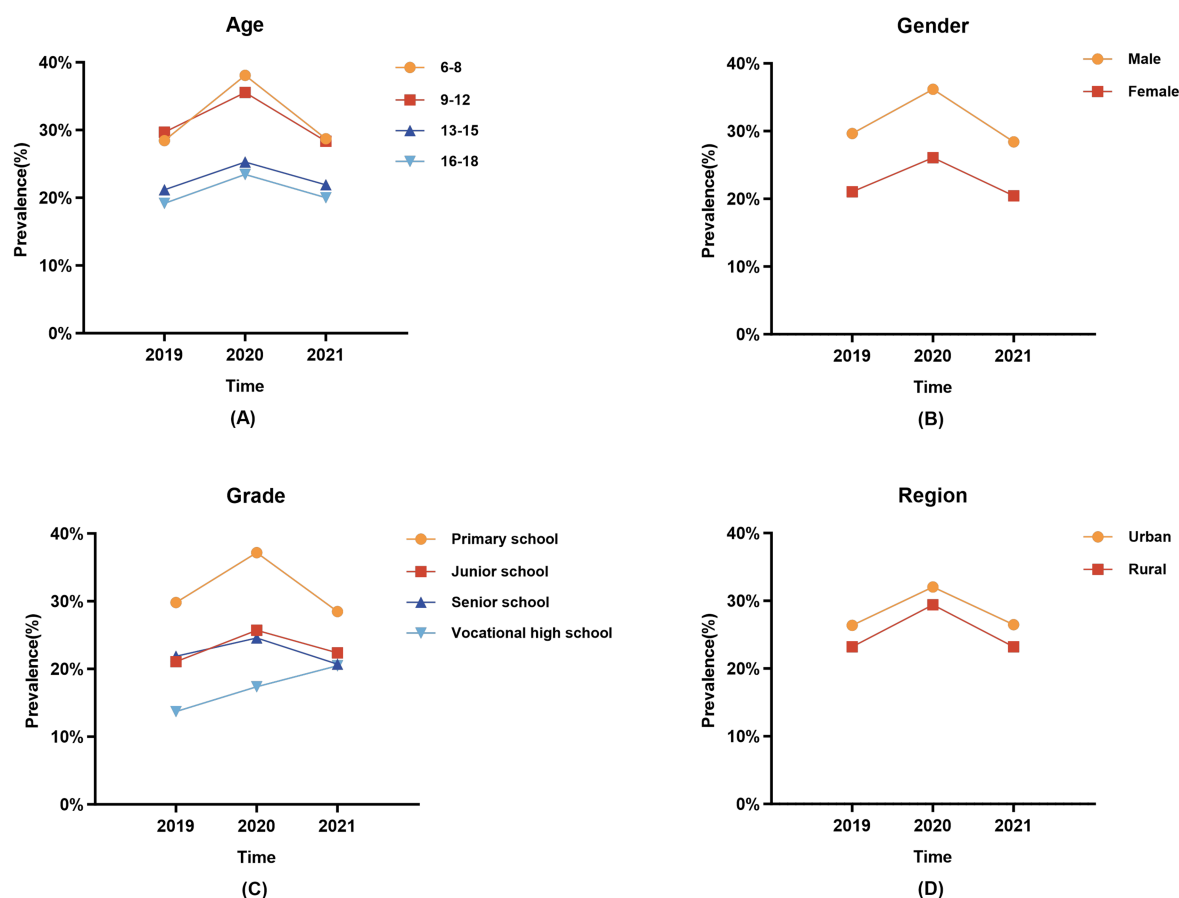 Age
40%
30%
20%
10%
0%
Prevalence(%)
2019 2020 2021
Time
(A)
6-8
9-12
13-15
16-18
Gender
40%
30%
20%
10%
0%
Prevalence(%)
2019 2020 2021
Time
(B)
Male
Female
Grade
40%
30%
20%
10%
0%
Prevalence(%)
2019 2020 2021
Time
(C)
Primary school
Junior school
Senior school
Vocational high school
Region
40%
30%
20%
10%
0%
Prevalence(%)
2019 2020 2021
Time
(D)
Urban
Rural